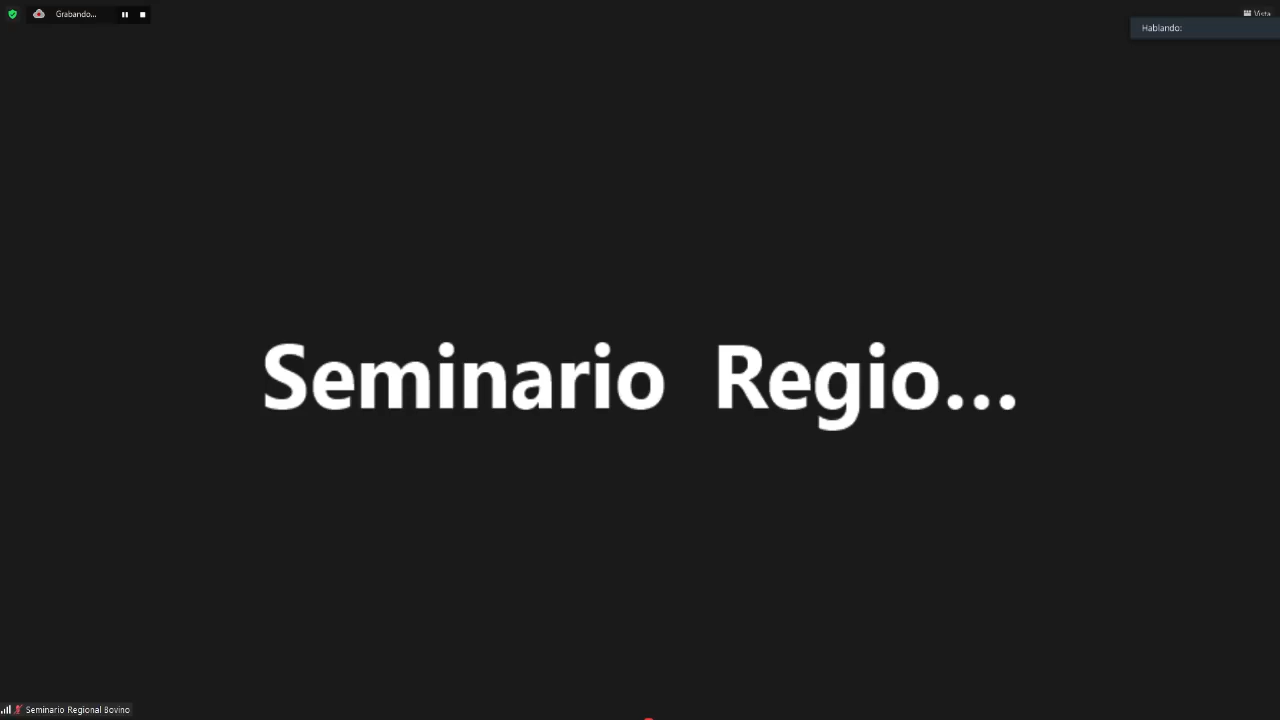 Grabando...
Vista
Hablando:
Seminario Regio...
Seminario Regional Bovino